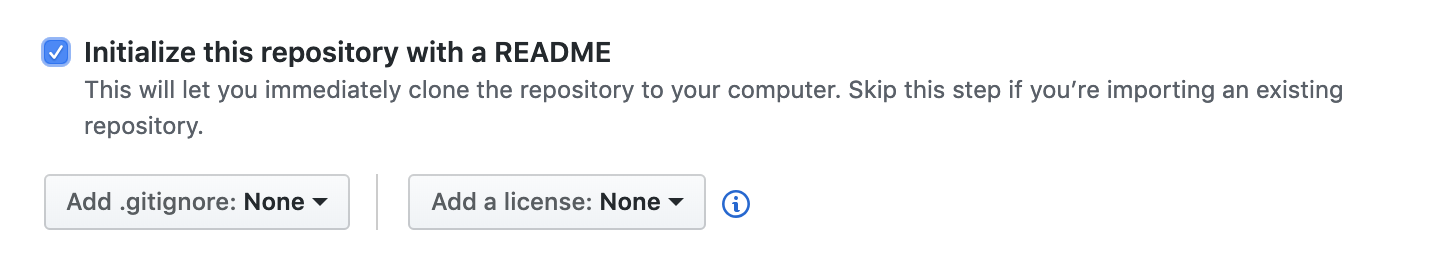 Initialize this repository with a README
This will let you immediately clone the repository to your computer. Skip this step if you’re importing an existing
repository.
Add .gitignore: None Add a license: None